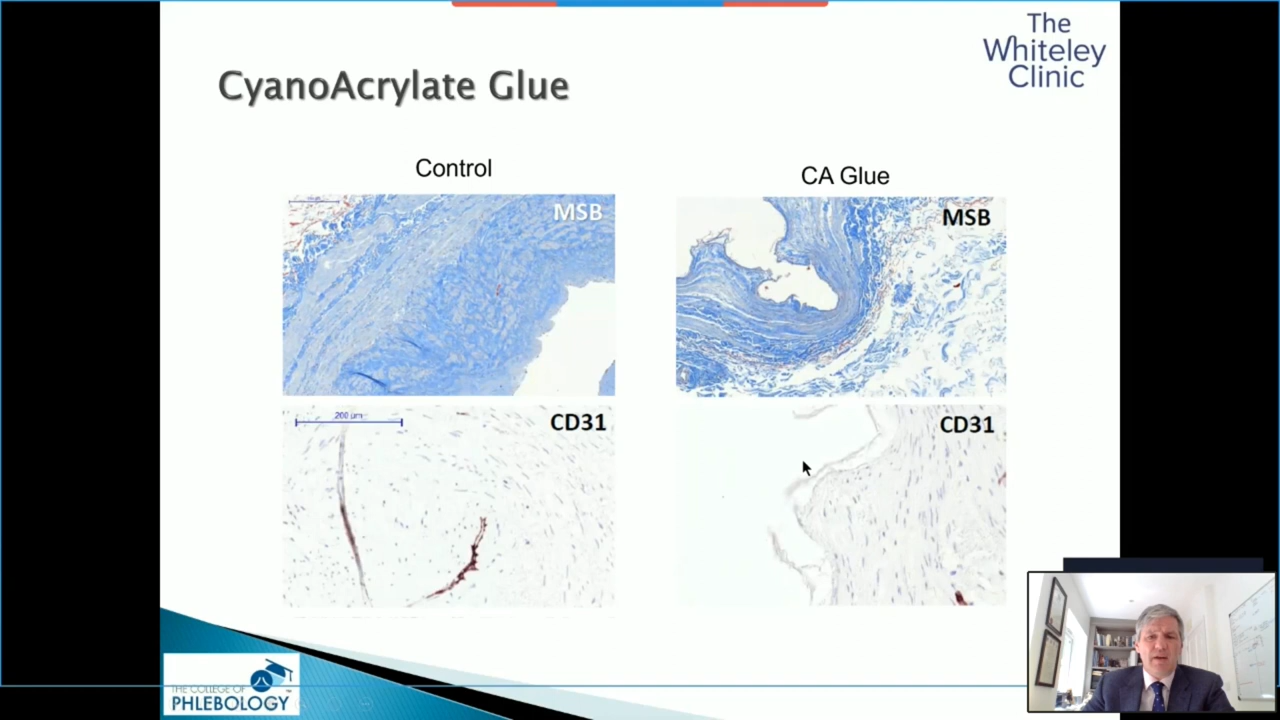 The
Whiteley
Clinic
CyanoAcrylate Glue
Control
CA Glue
MSB
MSB
200 μm
CD31
CD31
THE COLLEGE OF
PHLEBOLOGY